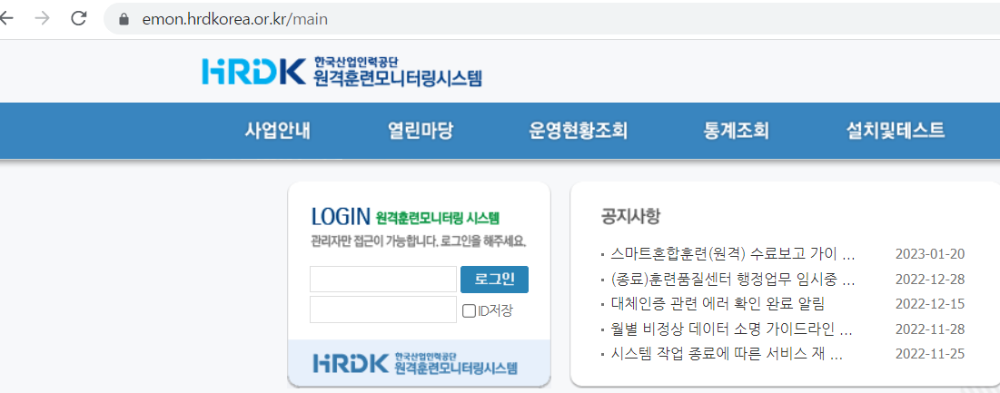 emon.hrdkorea.or.kr/main
HRDK 한국산업인력공단
원격훈련모니터링시스템
사업안내 열린마당 운영현황조회 통계조회 설치및테스트
LOGIN 원격훈련모니터링 시스템
관리자만 접근이 가능합니다. 로그인을 해주세요.
로그인
ID저장
HRDK 한국산업인력공단
원격훈련모니터링시스템
공지사항
스마트혼합훈련(원격) 수료보고 가이 ... 2023-01-20
(종료)훈련품질센터 행정업무 임시중 ... 2022-12-28
대체인증 관련 에러 확인 완료 알림 2022-12-15
월별 비정상 데이터 소명 가이드라인 ... 2022-11-28
시스템 작업 종료에 따른 서비스 재 ... 2022-11-25